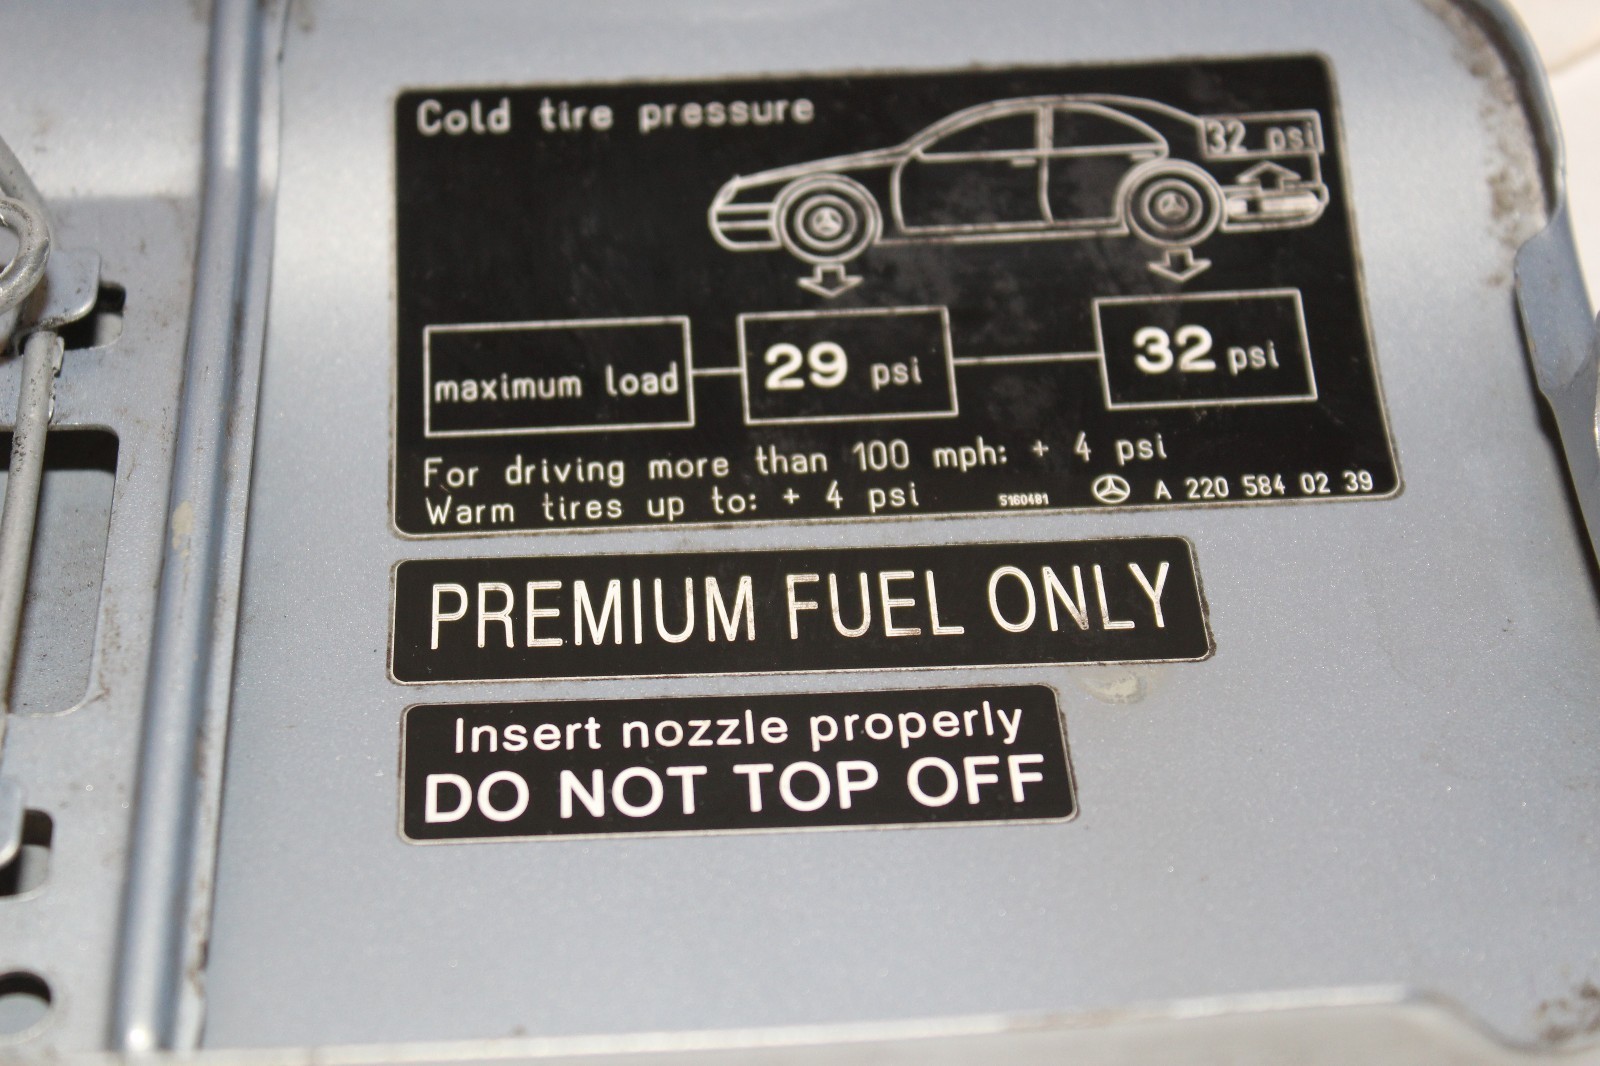 Cold tire pressure
32 psi
maximum load 29 psi 32 psi
For driving more than 100 mph: + 4 psi
Warm tires up to: + 4 psi S160481 A 220 584 02 39
PREMIUM FUEL ONLY
Insert nozzle properly
DO NOT TOP OFF